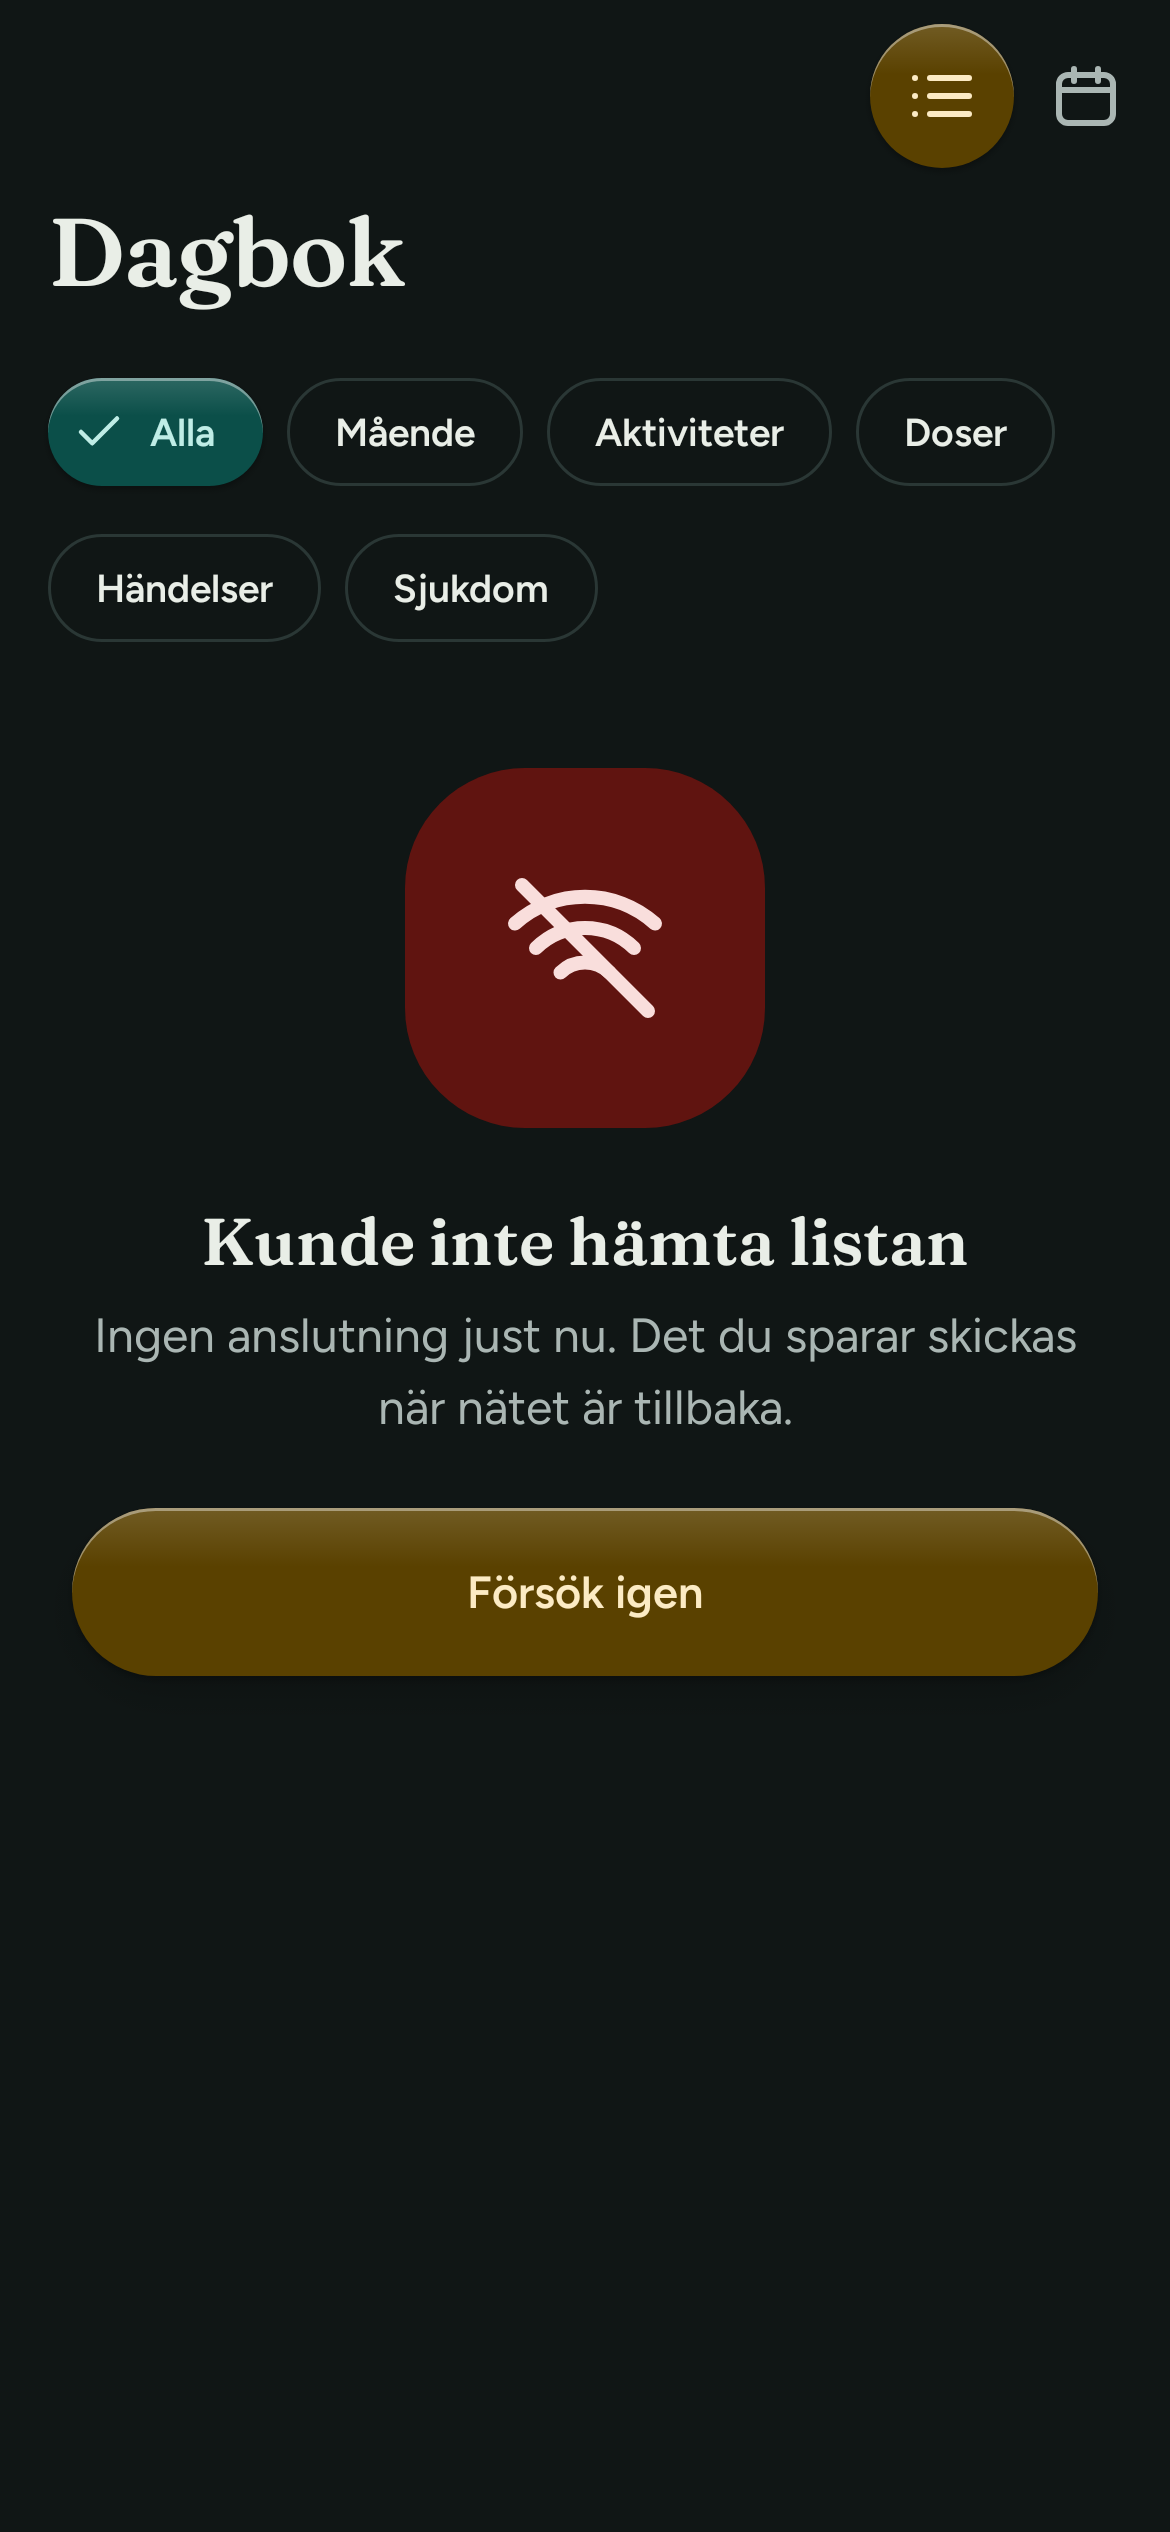 Dagbok
Alla
Mående
Aktiviteter
Doser
Händelser
Sjukdom
Kunde inte hämta listan
Ingen anslutning just nu. Det du sparar skickas
när nätet är tillbaka.
Försök igen